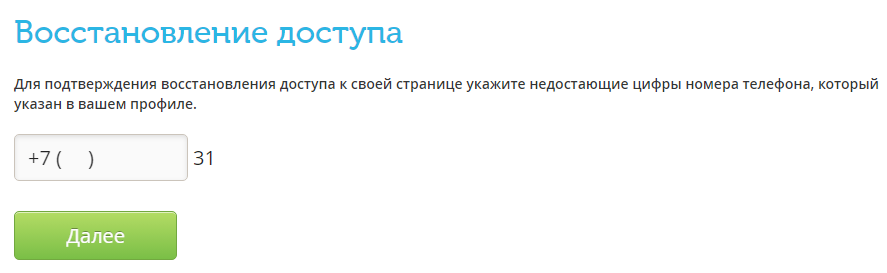 Восстановление доступа
Для подтверждения восстановления доступа к своей странице укажите недостающие цифры номера телефона, который
указан в вашем профиле.
+7 (     ) 31
Далее